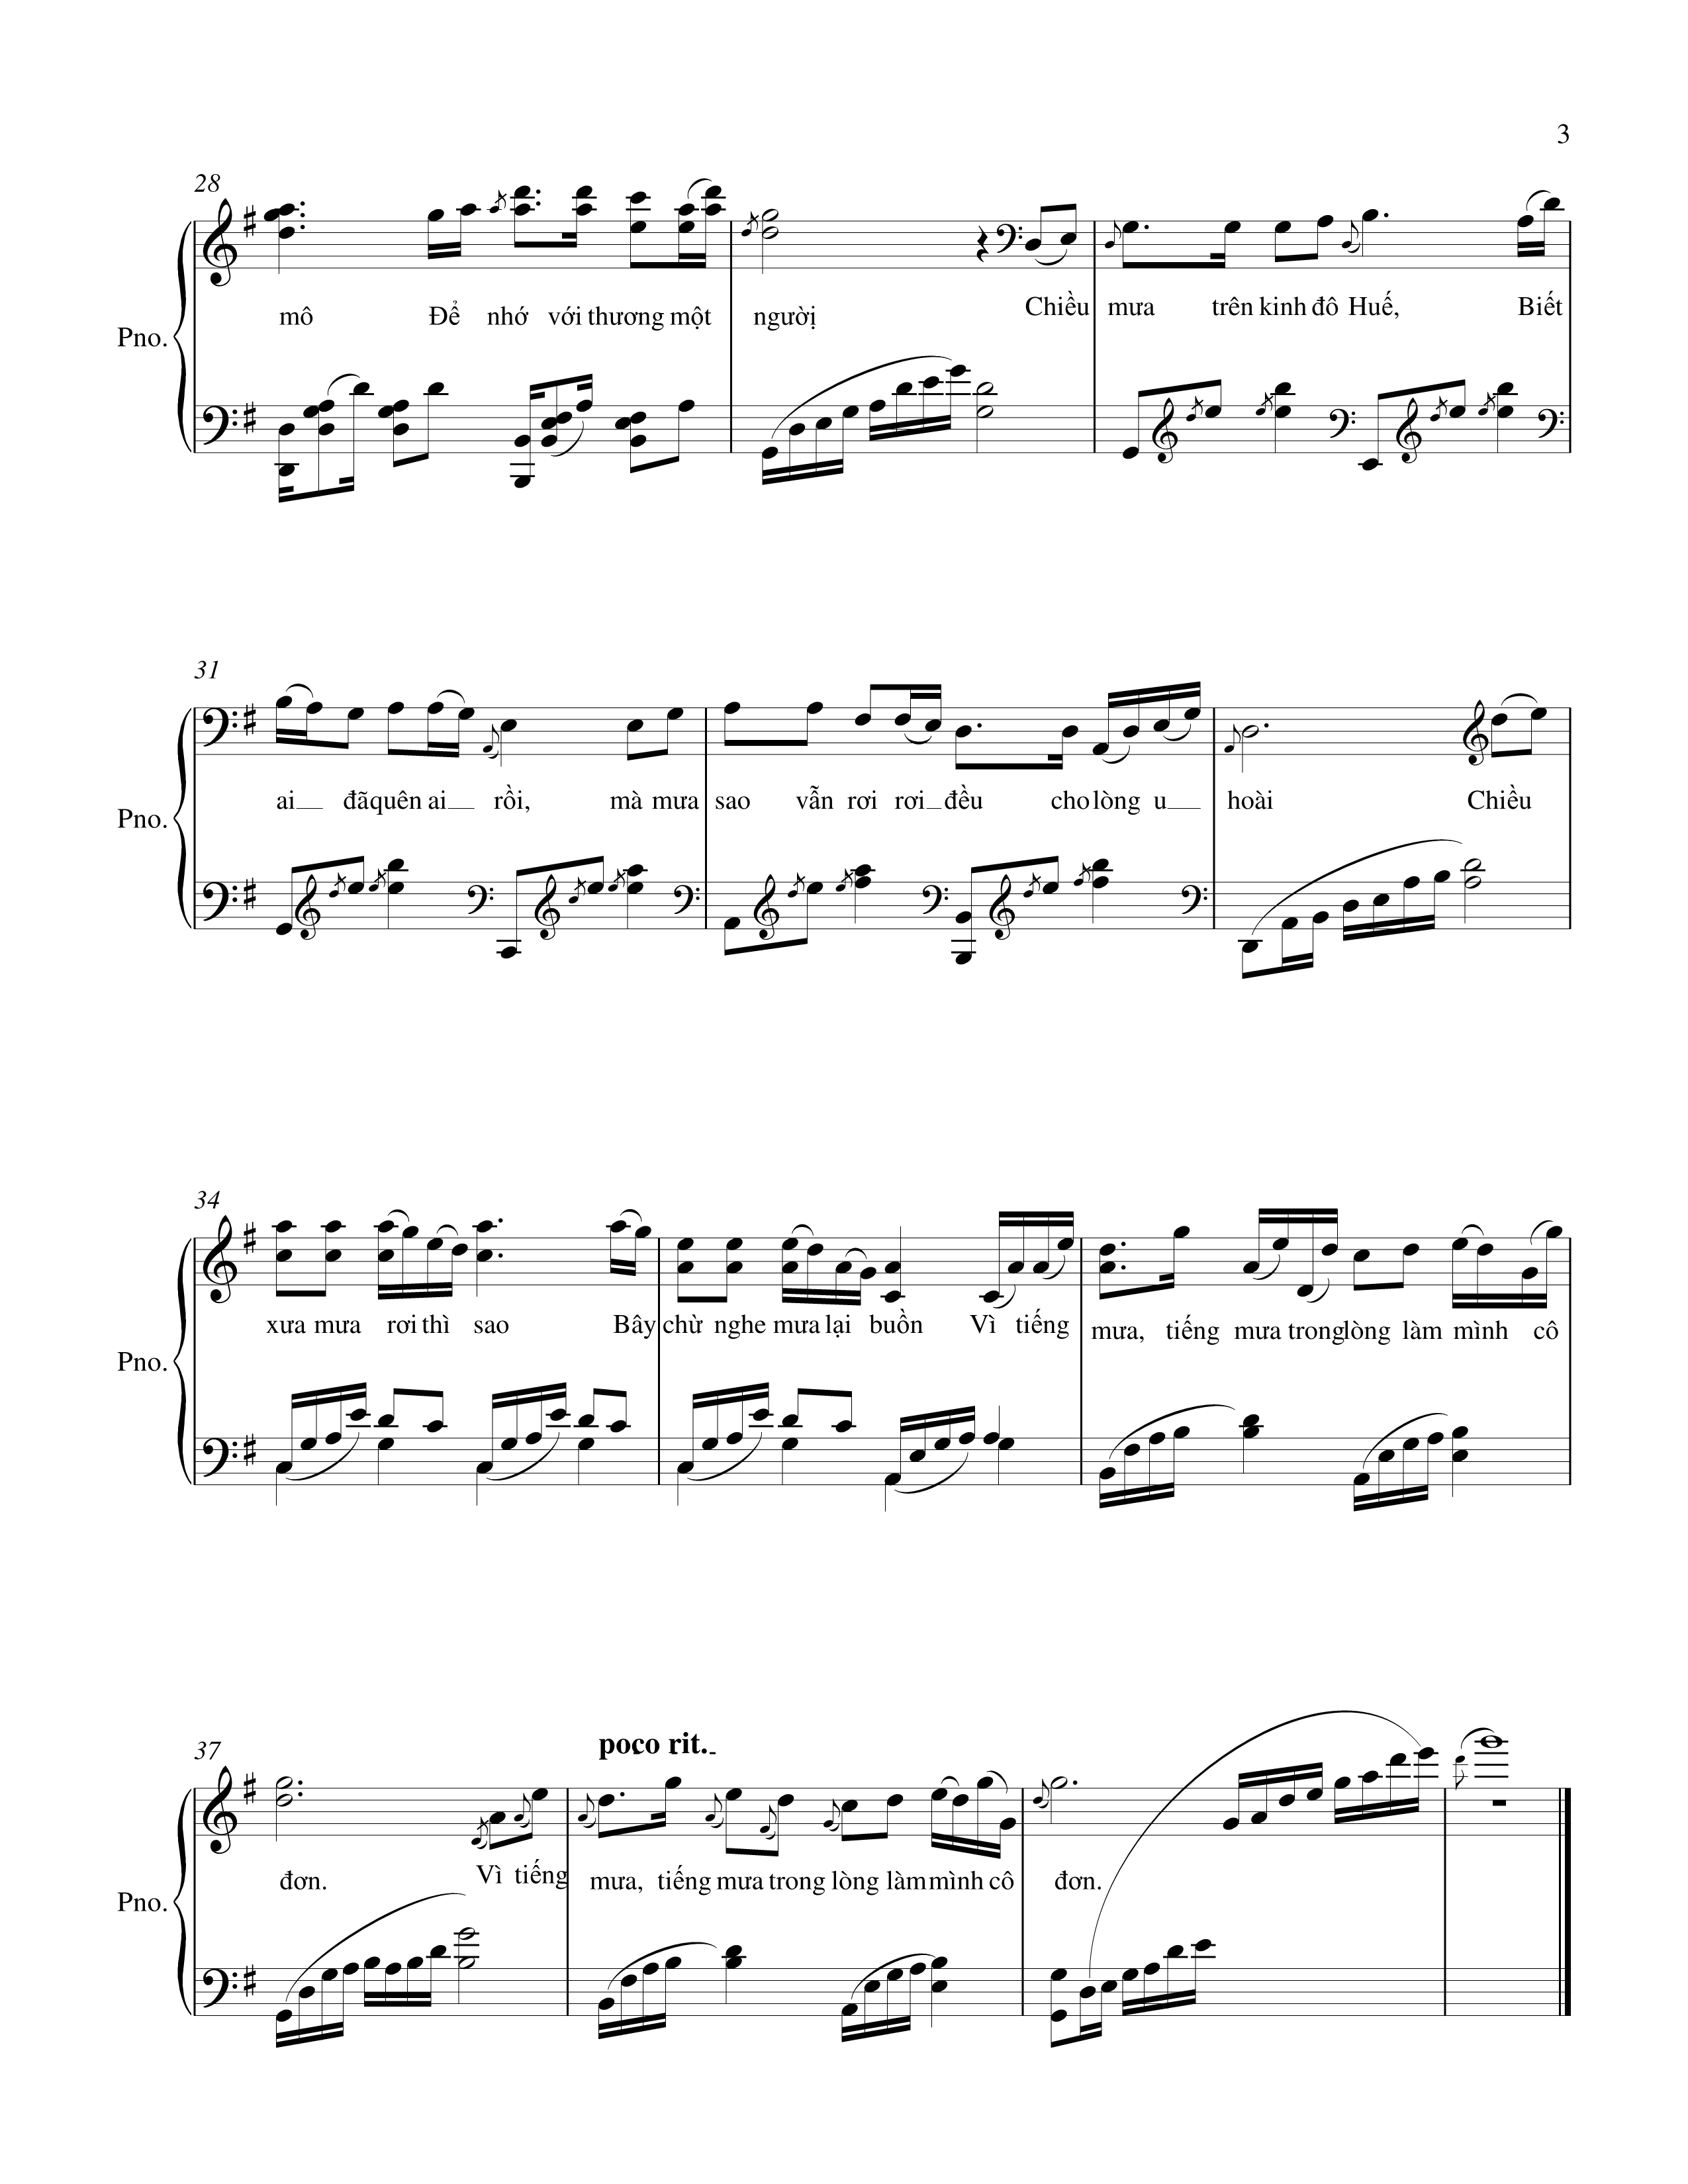 3
28
mô Để nhớ với thương một người Chiều mưa trên kinh đô Huế, Biết
Pno.
31
ai đã quên ai rồi, mà mưa sao vẫn rơi rơi đều cho lòng u hoài Chiều
Pno.
34
xưa mưa rơi thì sao Bây chừ nghe mưa lại buồn Vì tiếng mưa, tiếng mưa trong lòng làm mình cô
Pno.
37
poco rit.
đơn. Vì tiếng mưa, tiếng mưa trong lòng làm mình cô đơn.
Pno.